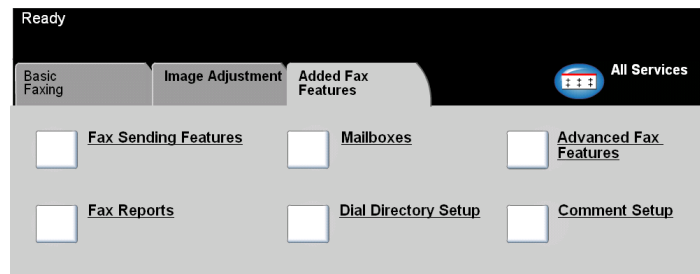 Ready
Basic
Faxing
Image Adjustment
Added Fax
Features
All Services
Fax Sending Features
Mailboxes
Advanced Fax
Features
Fax Reports
Dial Directory Setup
Comment Setup